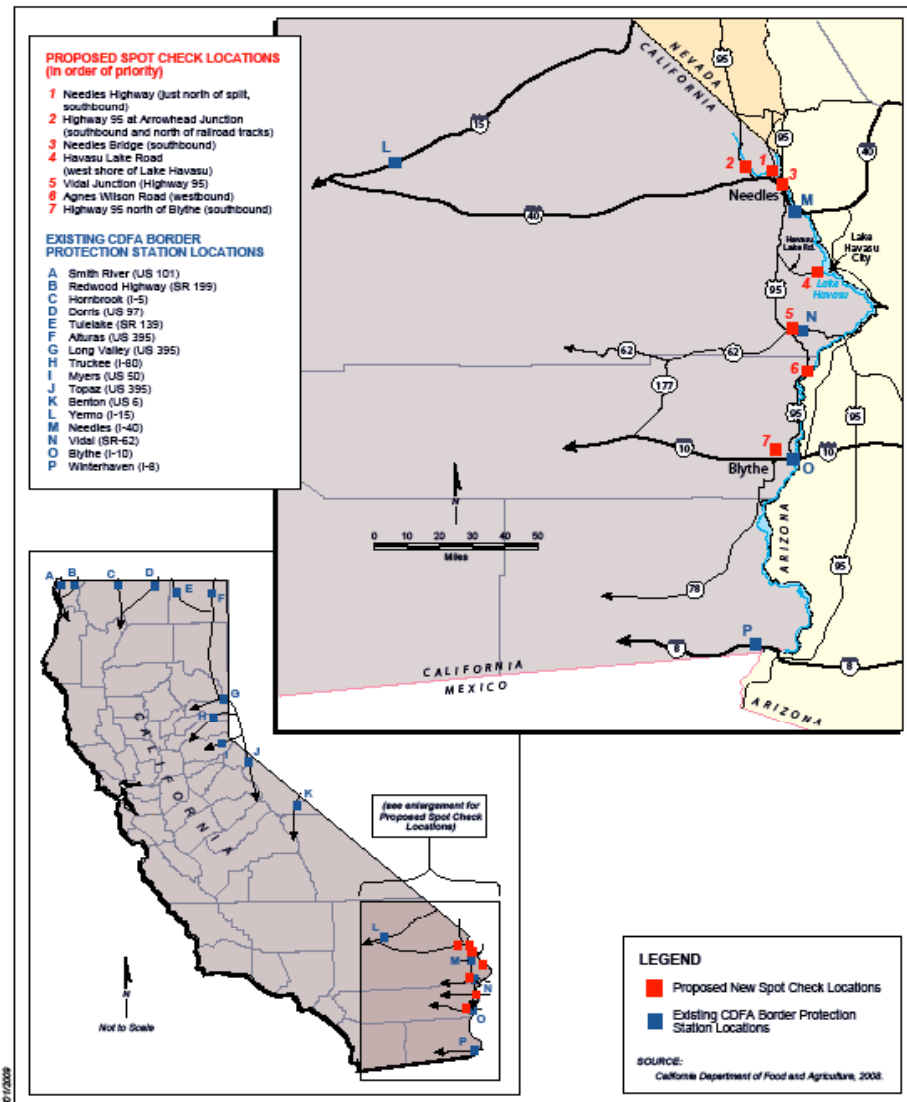 PROPOSED SPOT CHECK LOCATIONS
(in order of priority)
1 Needles Highway (just north of split,
southbound)
2 Highway 95 at Arrowhead Junction
(southbound and north of railroad tracks)
3 Needles Bridge (southbound)
4 Havasu Lake Road
(west shore of Lake Havasu)
5 Vidal Junction (Highway 95)
6 Agnes Wilson Road (westbound)
7 Highway 95 north of Blythe (southbound)
EXISTING CDFA BORDER
PROTECTION STATION LOCATIONS
A Smith River (US 101)
B Redwood Highway (SR 199)
C Hornbrook (I-5)
D Dorris (US 97)
E Tulelake (SR 139)
F Alturas (US 395)
G Long Valley (US 395)
H Truckee (I-80)
I Myers (US 50)
J Topaz (US 395)
K Benton (US 6)
L Yermo (I-15)
M Needles (I-40)
N Vidal (SR-62)
O Blythe (I-10)
P Winterhaven (I-8)
NEVADA
CALIFORNIA
95
95
15
L
40
2
1
3
Needles
M
40
Havasu
Lake Rd.
Lake
Havasu
City
4
Lake
Havasu
95
5
N
62
62
6
177
95
95
7
10
Blythe
O
10
N
0 10 20 30 40 50
Miles
ARIZONA
95
78
P
8
8
CALIFORNIA
MEXICO
ARIZONA
A
B
C
D
E
F
G
H
I
J
K
CALIFORNIA
(see enlargement for
Proposed Spot Check
Locations)
L
M
N
O
P
N
Not to Scale
LEGEND
Proposed New Spot Check Locations
Existing CDFA Border Protection
Station Locations
SOURCE:
California Department of Food and Agriculture, 2008.
01/2009